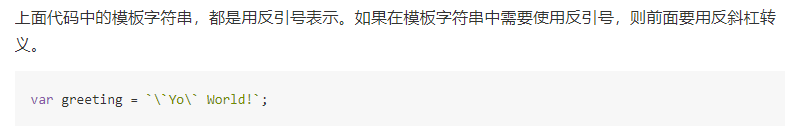 上面代码中的模板字符串，都是用反引号表示。如果在模板字符串中需要使用反引号，则前面要用反斜杠转
义。
var greeting = `\`Yo\` World!`;